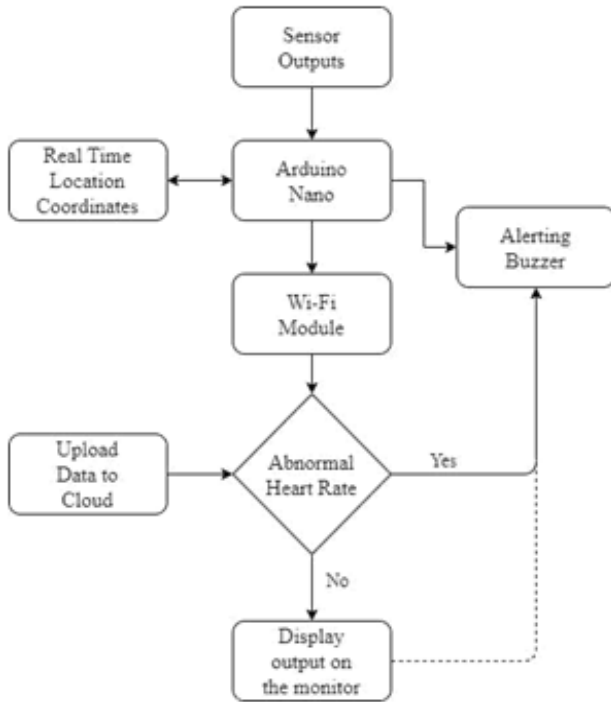 Sensor
Outputs
Real Time
Location
Coordinates
Arduino
Nano
Alerting
Buzzer
Wi-Fi
Module
Upload
Data to
Cloud
Abnormal
Heart Rate
Yes
No
Display
output on
the monitor